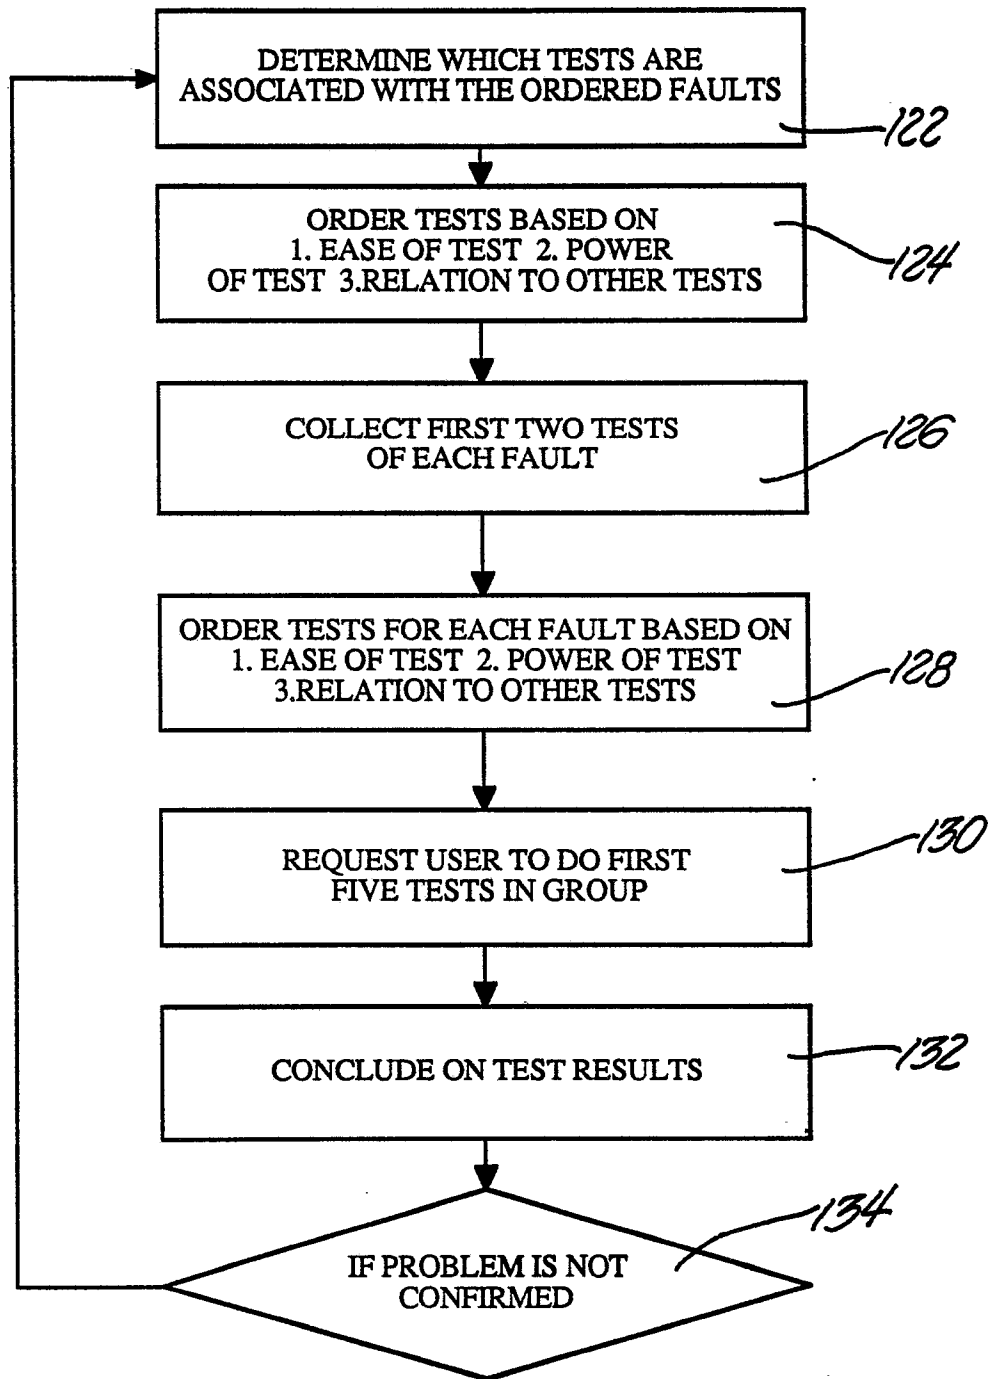 DETERMINE WHICH TESTS ARE
ASSOCIATED WITH THE ORDERED FAULTS
122
ORDER TESTS BASED ON
1. EASE OF TEST 2. POWER
OF TEST 3.RELATION TO OTHER TESTS
124
COLLECT FIRST TWO TESTS
OF EACH FAULT
126
ORDER TESTS FOR EACH FAULT BASED ON
1. EASE OF TEST 2. POWER OF TEST
3.RELATION TO OTHER TESTS
128
REQUEST USER TO DO FIRST
FIVE TESTS IN GROUP
130
CONCLUDE ON TEST RESULTS
132
134
IF PROBLEM IS NOT
CONFIRMED